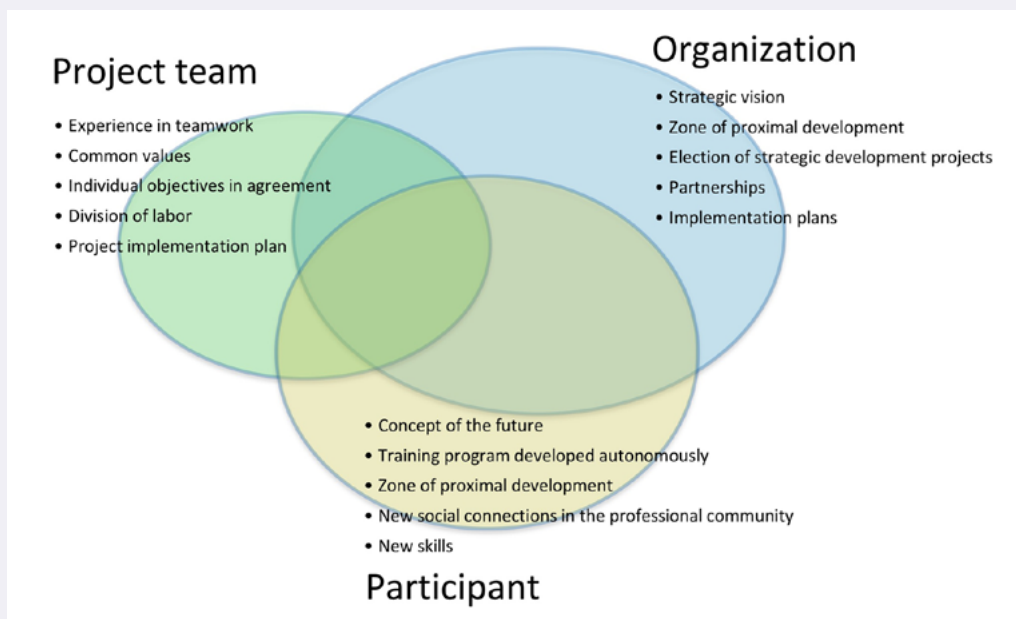 Project team
• Experience in teamwork
• Common values
• Individual objectives in agreement
• Division of labor
• Project implementation plan
Organization
• Strategic vision
• Zone of proximal development
• Election of strategic development projects
• Partnerships
• Implementation plans
• Concept of the future
• Training program developed autonomously
• Zone of proximal development
• New social connections in the professional community
• New skills
Participant